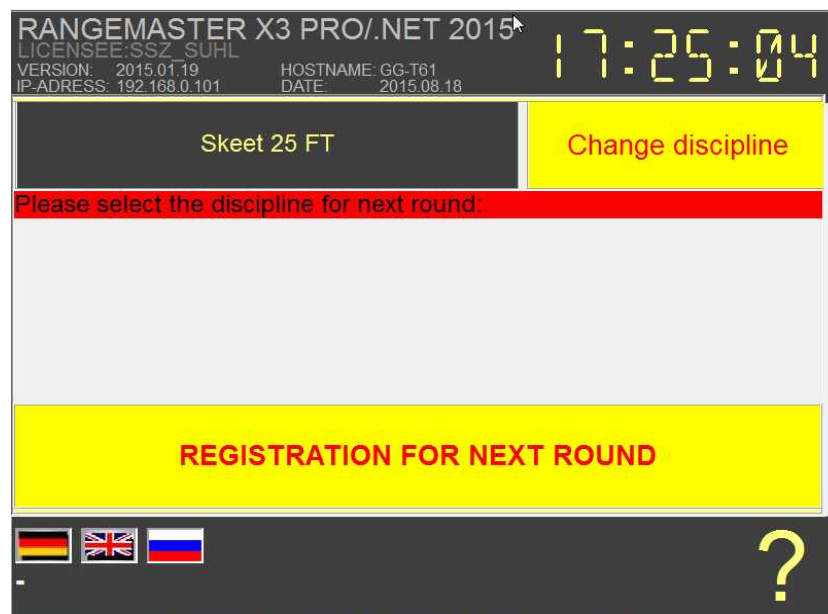 RANGEMASTER X3 PRO/.NET 2015
LICENSEE:SSZ_SUHL
VERSION: 2015.01.19 HOSTNAME: GG-T61
IP-ADRESS: 192.168.0.101 DATE: 2015.08.18
17:25:04
Skeet 25 FT
Change discipline
Please select the discipline for next round:
REGISTRATION FOR NEXT ROUND
-
?